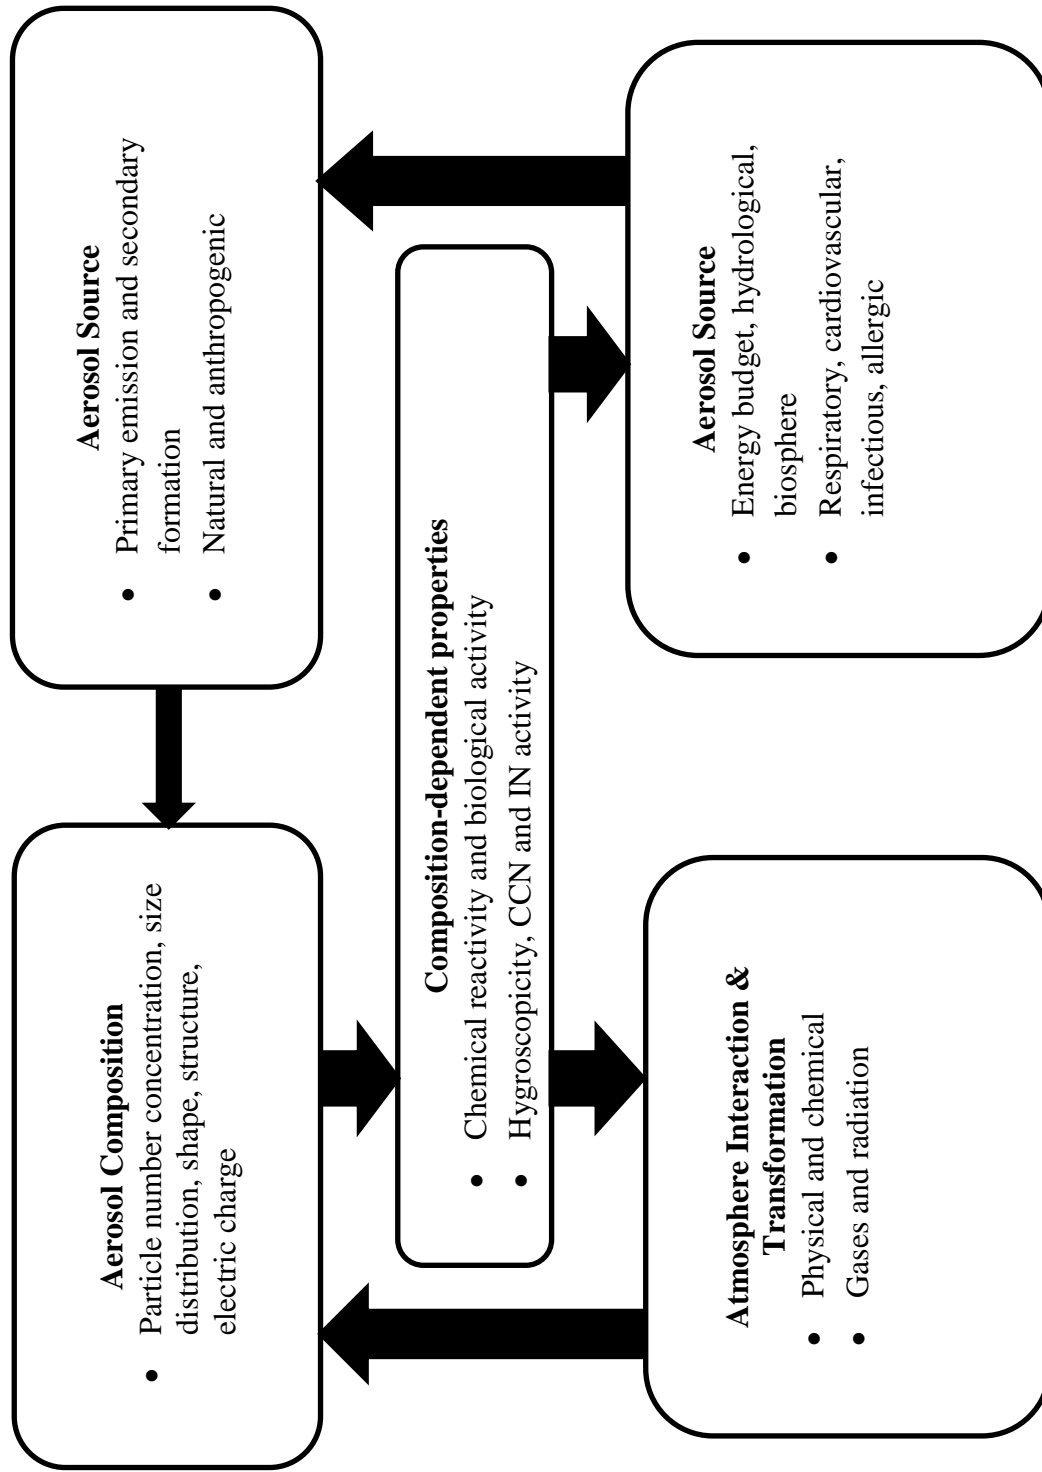 Aerosol Composition
• Particle number concentration, size
distribution, shape, structure,
electric charge
Aerosol Source
• Primary emission and secondary
formation
• Natural and anthropogenic
Composition-dependent properties
• Chemical reactivity and biological activity
• Hygroscopicity, CCN and IN activity
Atmosphere Interaction &
Transformation
• Physical and chemical
• Gases and radiation
Aerosol Source
• Energy budget, hydrological,
biosphere
• Respiratory, cardiovascular,
infectious, allergic